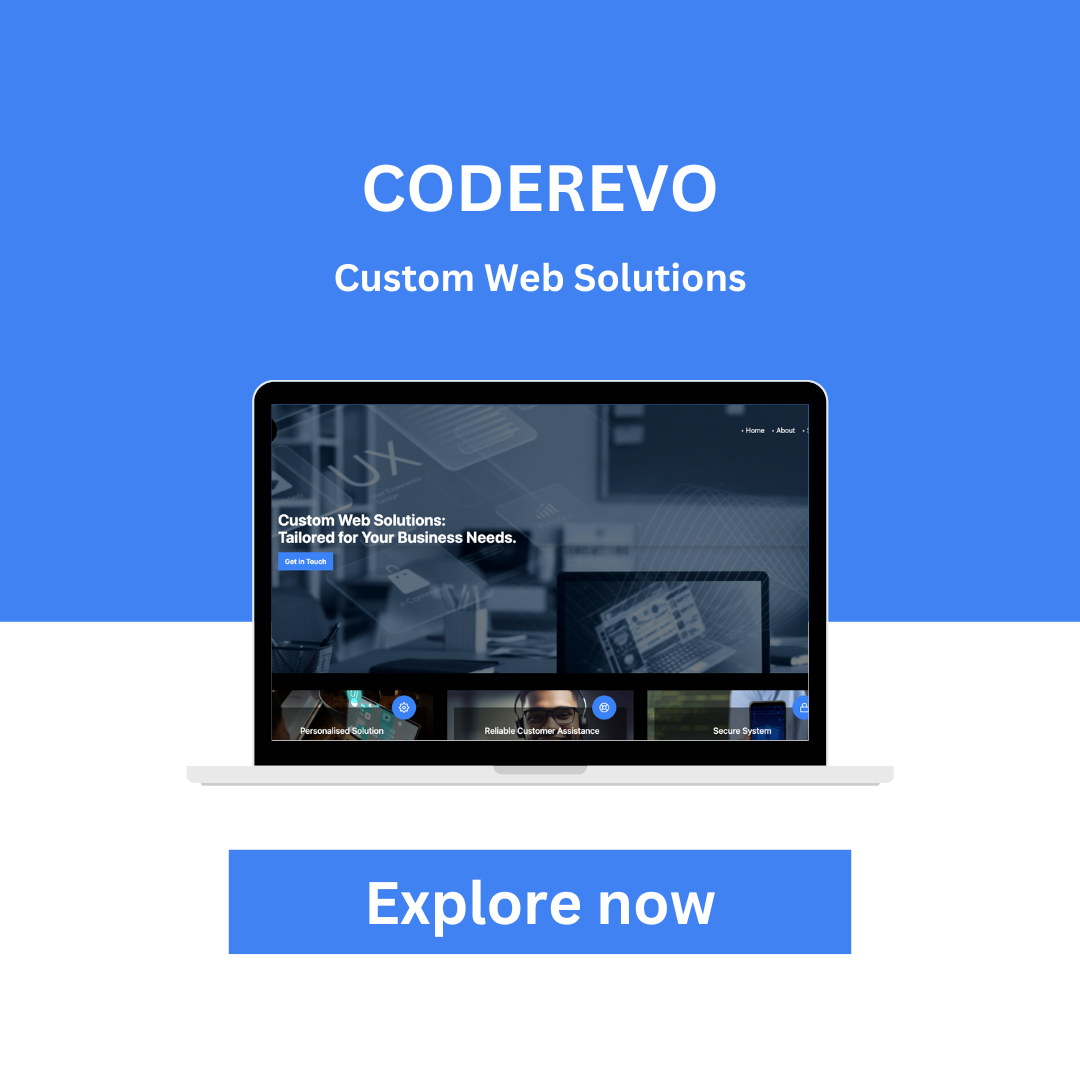 CODEREVO
Custom Web Solutions
Home About
UX
Custom Web Solutions:
Tailored for Your Business Needs.
Get in Touch
Personalised Solution
Reliable Customer Assistance
Secure System
Explore now